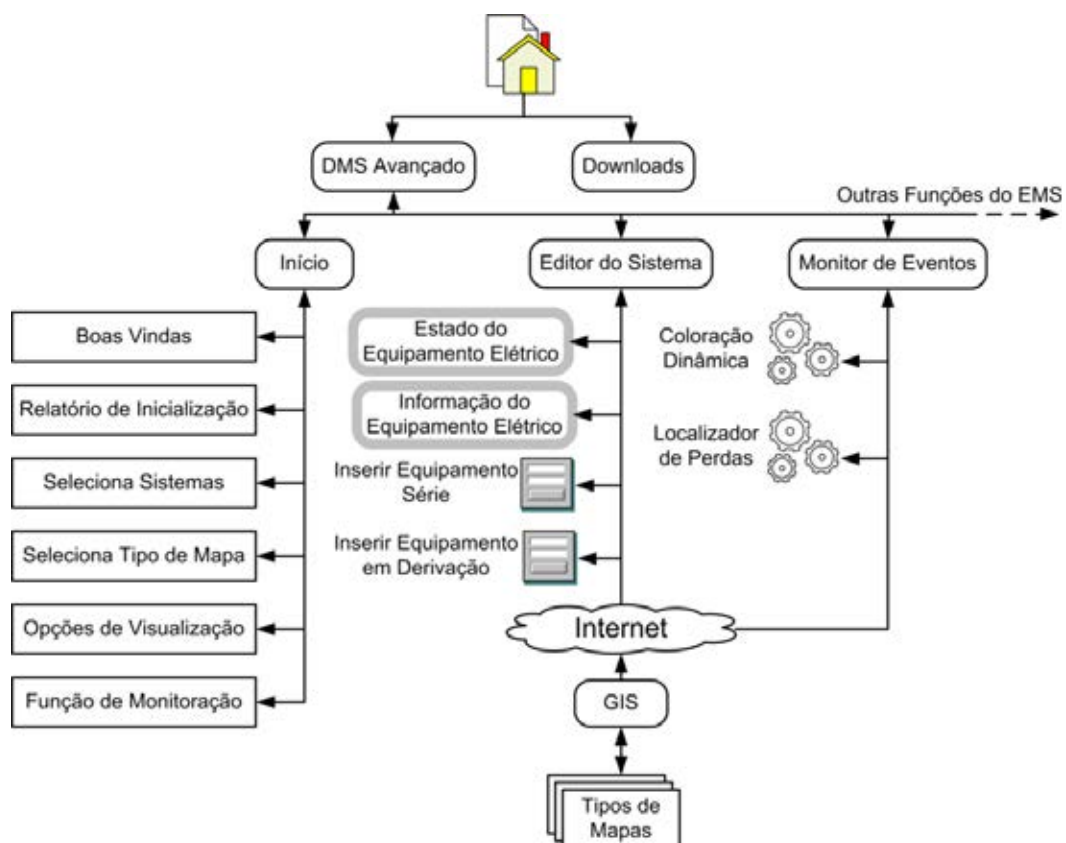 DMS Avançado
Downloads
Outras Funções do EMS
Início
Editor do Sistema
Monitor de Eventos
Boas Vindas
Relatório de Inicialização
Seleciona Sistemas
Seleciona Tipo de Mapa
Opções de Visualização
Função de Monitoração
Estado do
Equipamento Elétrico
Informação do
Equipamento Elétrico
Inserir Equipamento
Série
Inserir Equipamento
em Derivação
Coloração
Dinâmica
Localizador
de Perdas
Internet
GIS
Tipos de
Mapas